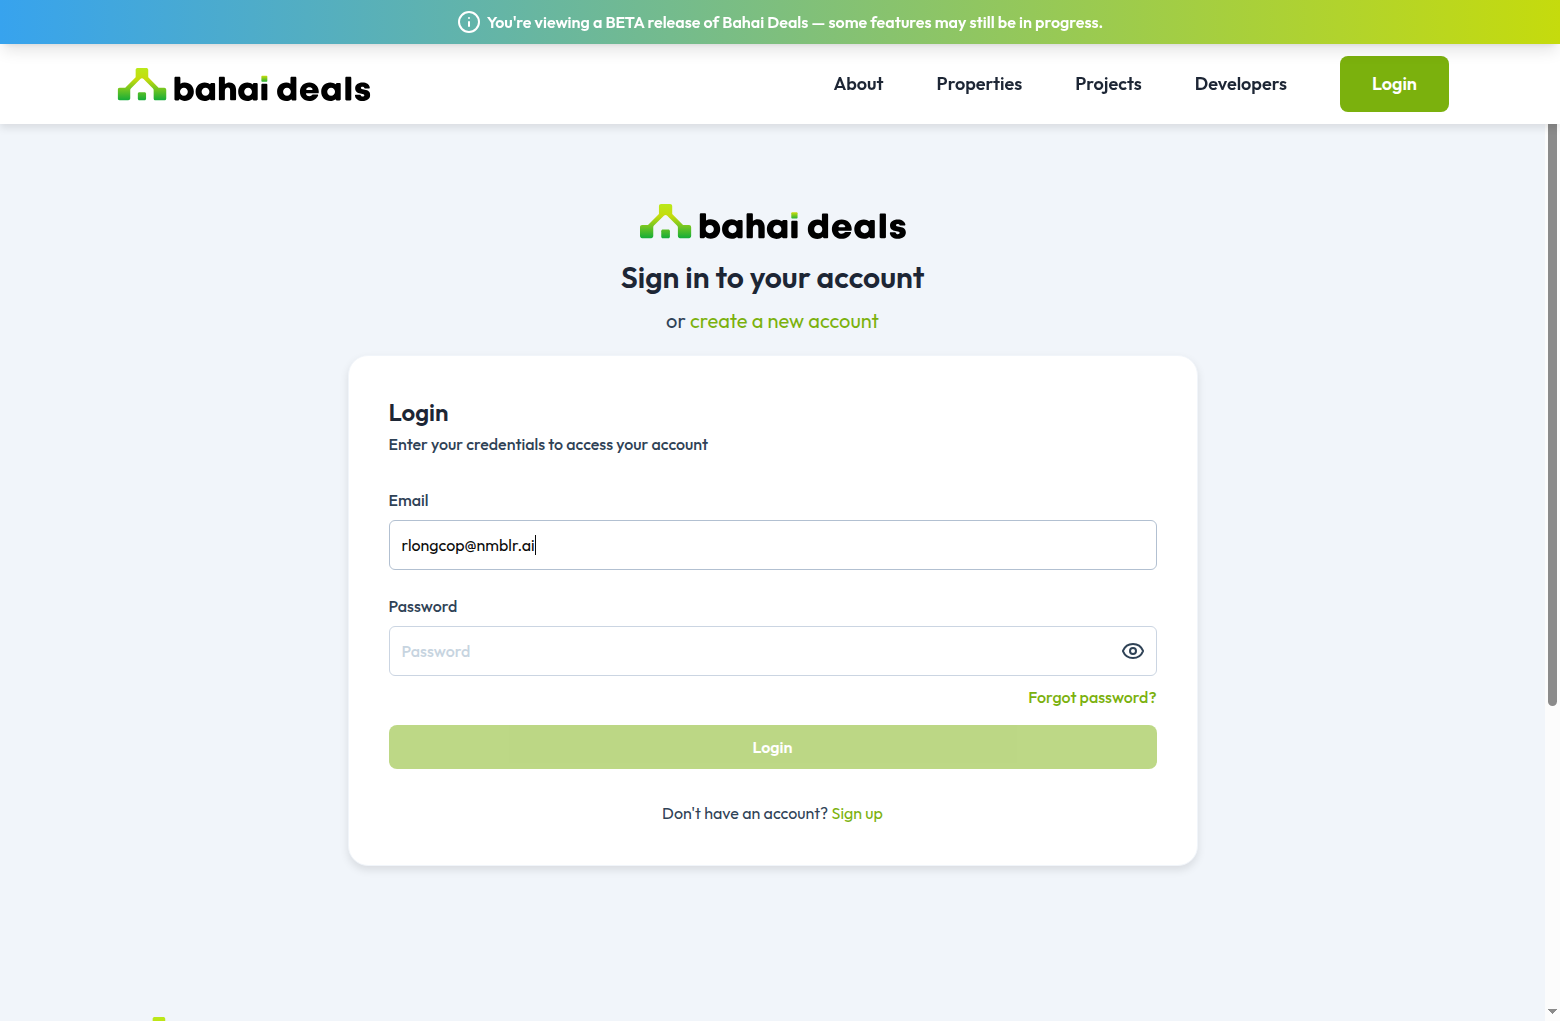 You're viewing a BETA release of Bahai Deals — some features may still be in progress.
bahai deals
About
Properties
Projects
Developers
Login
bahai deals
Sign in to your account
or create a new account
Login
Enter your credentials to access your account
Email
rlongcop@nmblr.ai
Password
Password
Forgot password?
Login
Don't have an account? Sign up